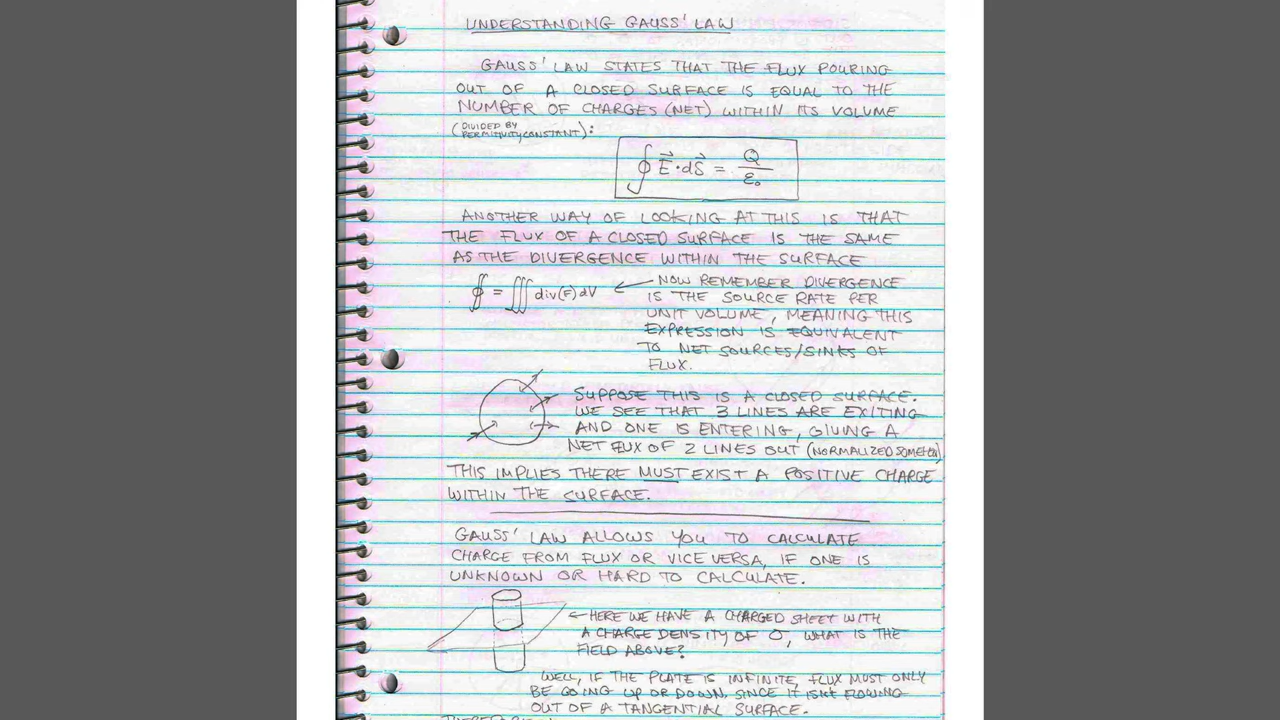 UNDERSTANDING GAUSS' LAW
GAUSS' LAW STATES THAT THE FLUX POURING
OUT OF A CLOSED SURFACE IS EQUAL TO THE
NUMBER OF CHARGES (NET) WITHIN ITS VOLUME
(DIVIDED BY PERMITIVITY CONSTANT):
∮ E⃗ · dS⃗ = Q/ε₀
ANOTHER WAY OF LOOKING AT THIS IS THAT
THE FLUX OF A CLOSED SURFACE IS THE SAME
AS THE DIVERGENCE WITHIN THE SURFACE
∯ = ∭ div(F) dV ← NOW REMEMBER DIVERGENCE
IS THE SOURCE RATE PER
UNIT VOLUME, MEANING THIS
EXPRESSION IS EQUIVALENT
TO NET SOURCES/SINKS OF
FLUX.
SUPPOSE THIS IS A CLOSED SURFACE.
WE SEE THAT 3 LINES ARE EXITING
AND ONE IS ENTERING, GIVING A
NET FLUX OF 2 LINES OUT (NORMALIZED
THIS IMPLIES THERE MUST EXIST A POSITIVE CHARGE
WITHIN THE SURFACE.
GAUSS' LAW ALLOWS YOU TO CALCULATE
CHARGE FROM FLUX OR VICE VERSA, IF ONE IS
UNKNOWN OR HARD TO CALCULATE.
← HERE WE HAVE A CHARGED SHEET WITH
A CHARGE DENSITY OF σ, WHAT IS THE
FIELD ABOVE?
WELL, IF THE PLATE IS INFINITE, FLUX MUST ONLY
BE GOING UP OR DOWN, SINCE IT ISNT FLOWING
OUT OF A TANGENTIAL SURFACE.